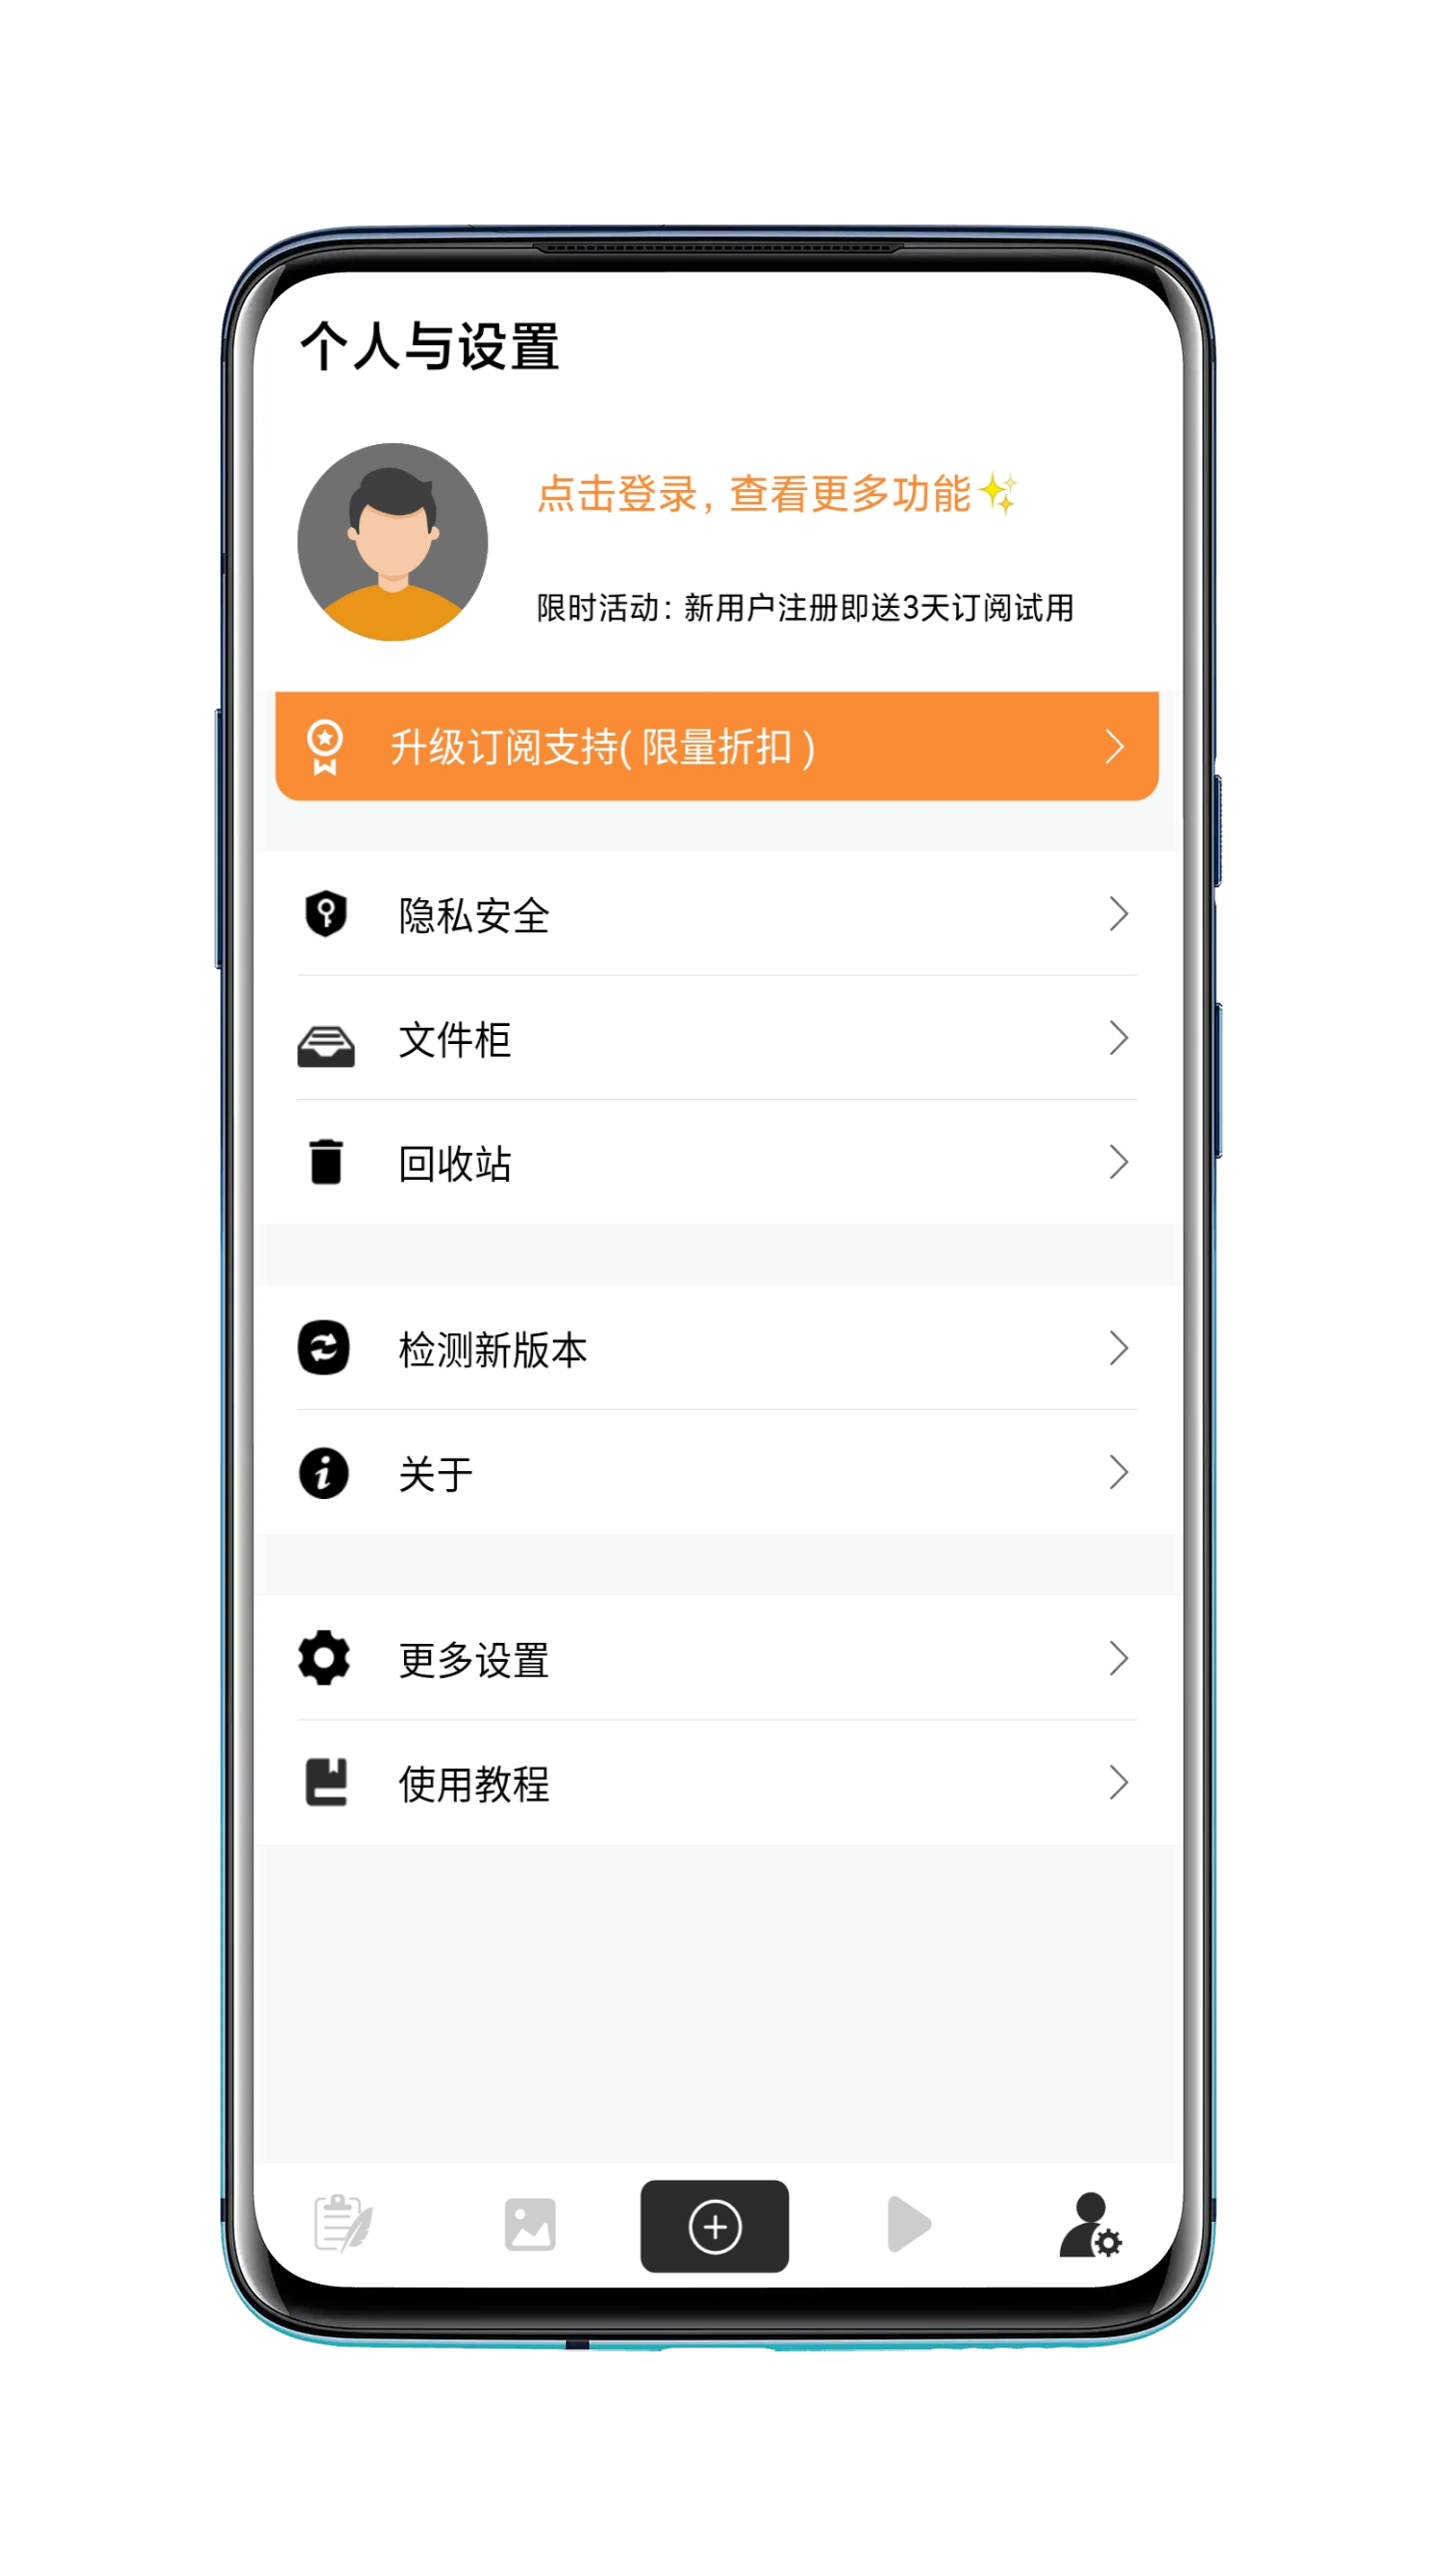 个人与设置
点击登录，查看更多功能✨
限时活动：新用户注册即送3天订阅试用
升级订阅支持( 限量折扣 )
隐私安全
文件柜
回收站
检测新版本
关于
更多设置
使用教程